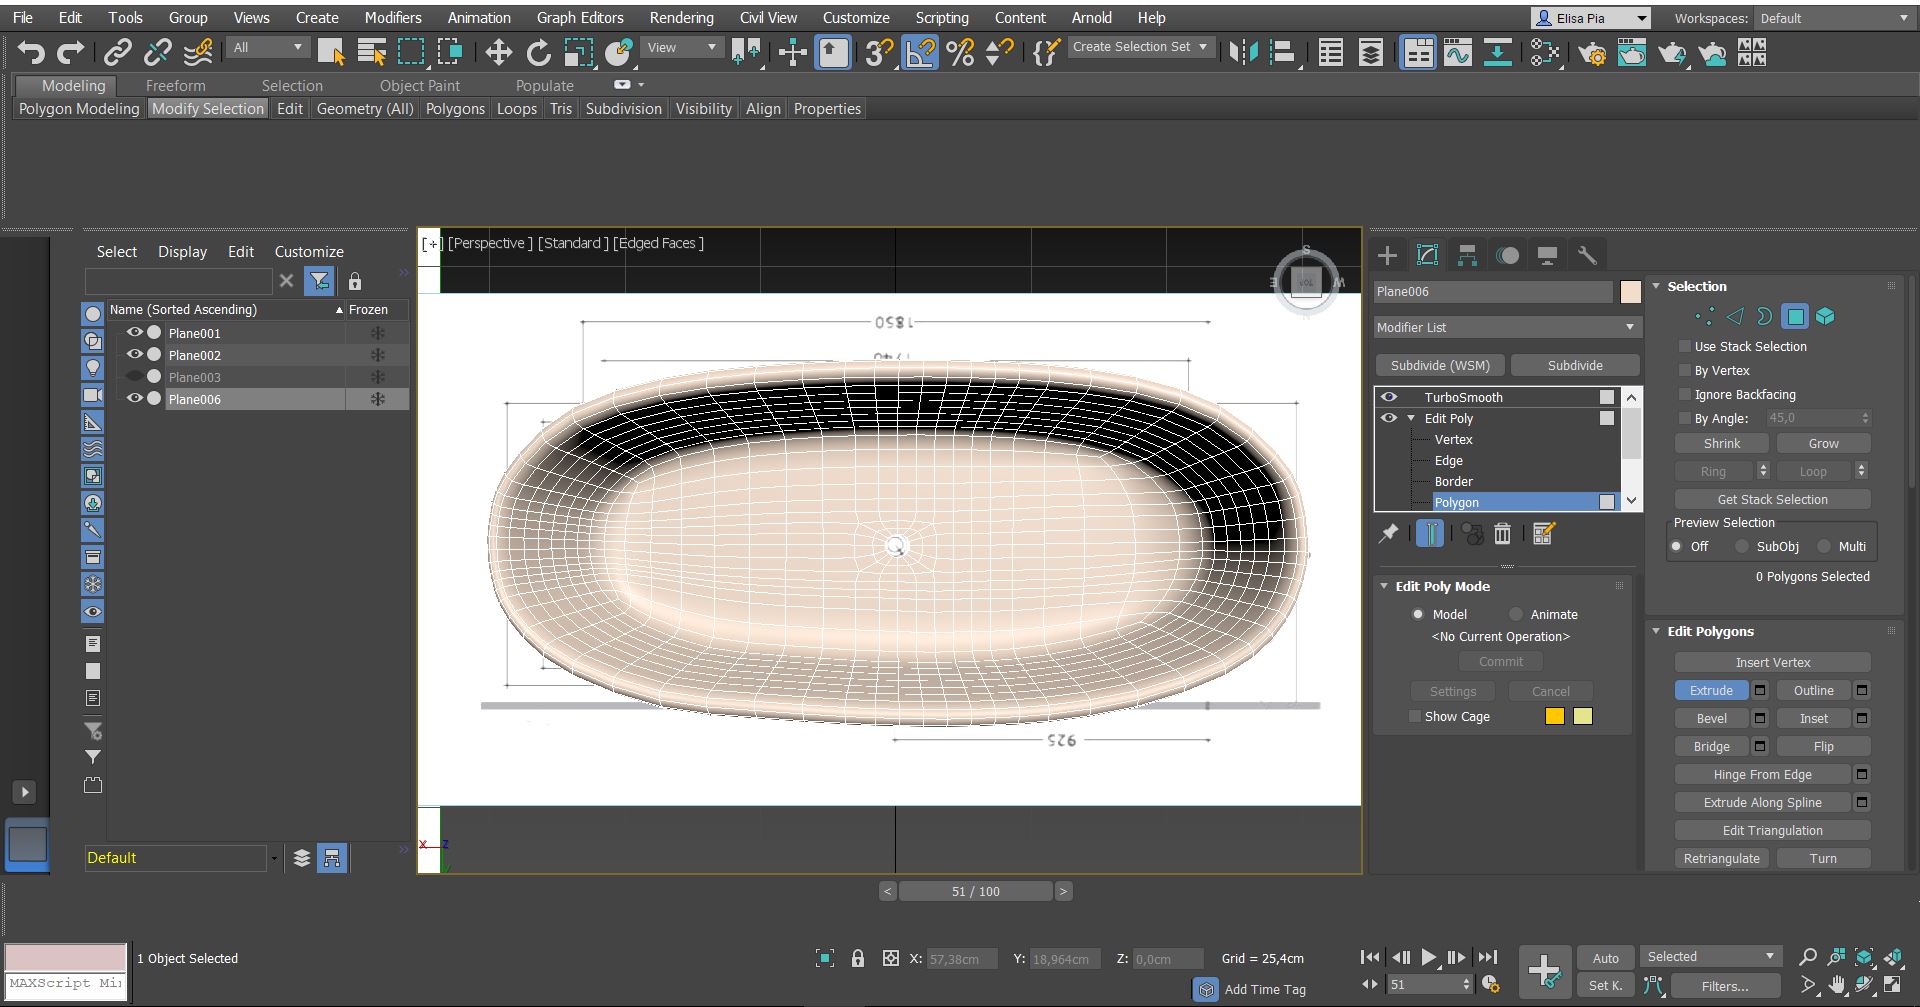 File Edit Tools Group Views Create Modifiers Animation Graph Editors Rendering Civil View Customize Scripting Content Arnold Help Elisa Pia Workspaces: Default
All View Create Selection Set
Modeling Freeform Selection Object Paint Populate
Polygon Modeling Modify Selection Edit Geometry (All) Polygons Loops Tris Subdivision Visibility Align Properties
Select Display Edit Customize
Name (Sorted Ascending) Frozen
Plane001
Plane002
Plane003
Plane006
Default
[+] [Perspective ] [Standard ] [Edged Faces ]
S
E TOP W
N
1850
1740
925
X Z
51 / 100
Plane006
Modifier List
Subdivide (WSM) Subdivide
TurboSmooth
Edit Poly
Vertex
Edge
Border
Polygon
Edit Poly Mode
Model Animate
<No Current Operation>
Commit
Settings Cancel
Show Cage
Selection
Use Stack Selection
By Vertex
Ignore Backfacing
By Angle: 45,0
Shrink Grow
Ring Loop
Get Stack Selection
Preview Selection
Off SubObj Multi
0 Polygons Selected
Edit Polygons
Insert Vertex
Extrude Outline
Bevel Inset
Bridge Flip
Hinge From Edge
Extrude Along Spline
Edit Triangulation
Retriangulate Turn
MAXScript Mi
1 Object Selected
X: 57,38cm Y: 18,964cm Z: 0,0cm Grid = 25,4cm
Add Time Tag
51
Auto Selected
Set K. Filters...